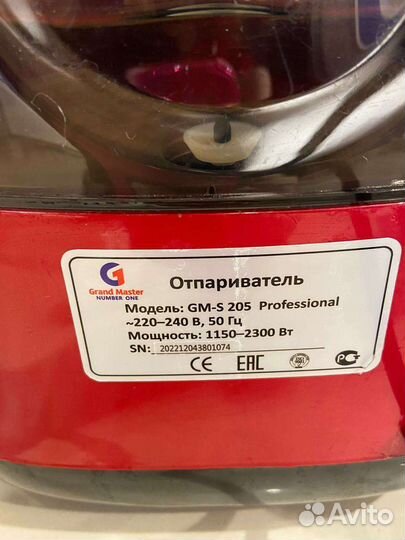 Отпариватель
Grand Master
NUMBER ONE
Модель: GM-S 205 Professional
~220–240 В, 50 Гц
Мощность: 1150–2300 Вт
SN: 202212043801074
CE EAC PC
Avito